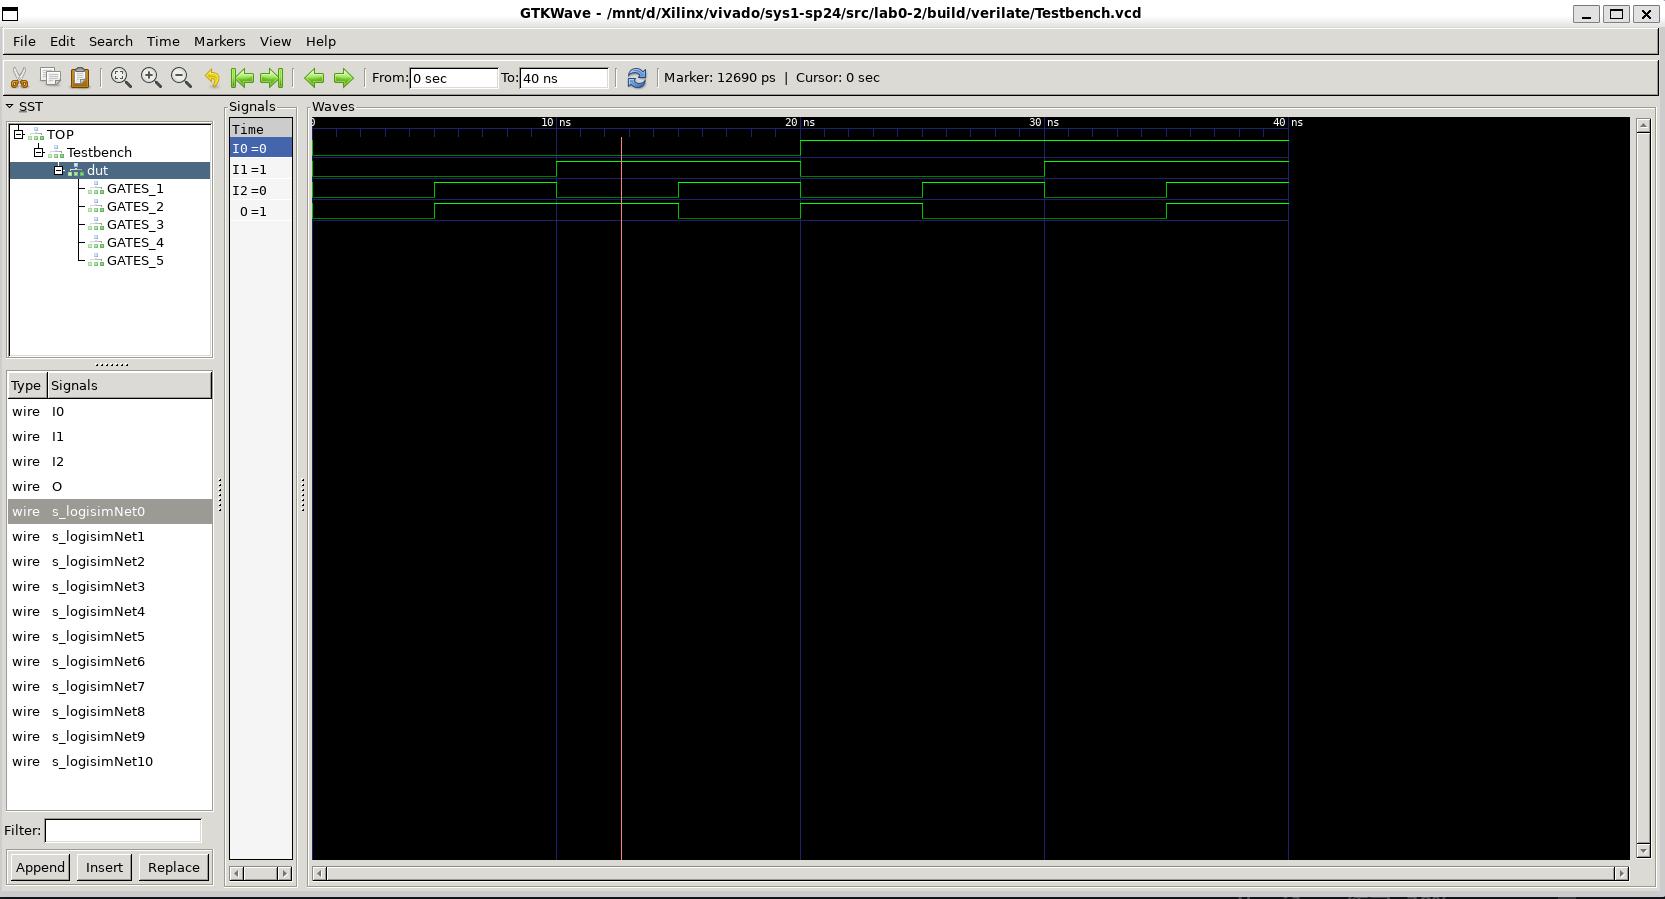 GTKWave - /mnt/d/Xilinx/vivado/sys1-sp24/src/lab0-2/build/verilate/Testbench.vcd
File Edit Search Time Markers View Help
From: 0 sec To: 40 ns Marker: 12690 ps | Cursor: 0 sec
SST
TOP
Testbench
dut
GATES_1
GATES_2
GATES_3
GATES_4
GATES_5
Type Signals
wire I0
wire I1
wire I2
wire O
wire s_logisimNet0
wire s_logisimNet1
wire s_logisimNet2
wire s_logisimNet3
wire s_logisimNet4
wire s_logisimNet5
wire s_logisimNet6
wire s_logisimNet7
wire s_logisimNet8
wire s_logisimNet9
wire s_logisimNet10
Filter:
Append Insert Replace
Signals
Time
I0 =0
I1 =1
I2 =0
O =1
Waves
0 10 ns 20 ns 30 ns 40 ns